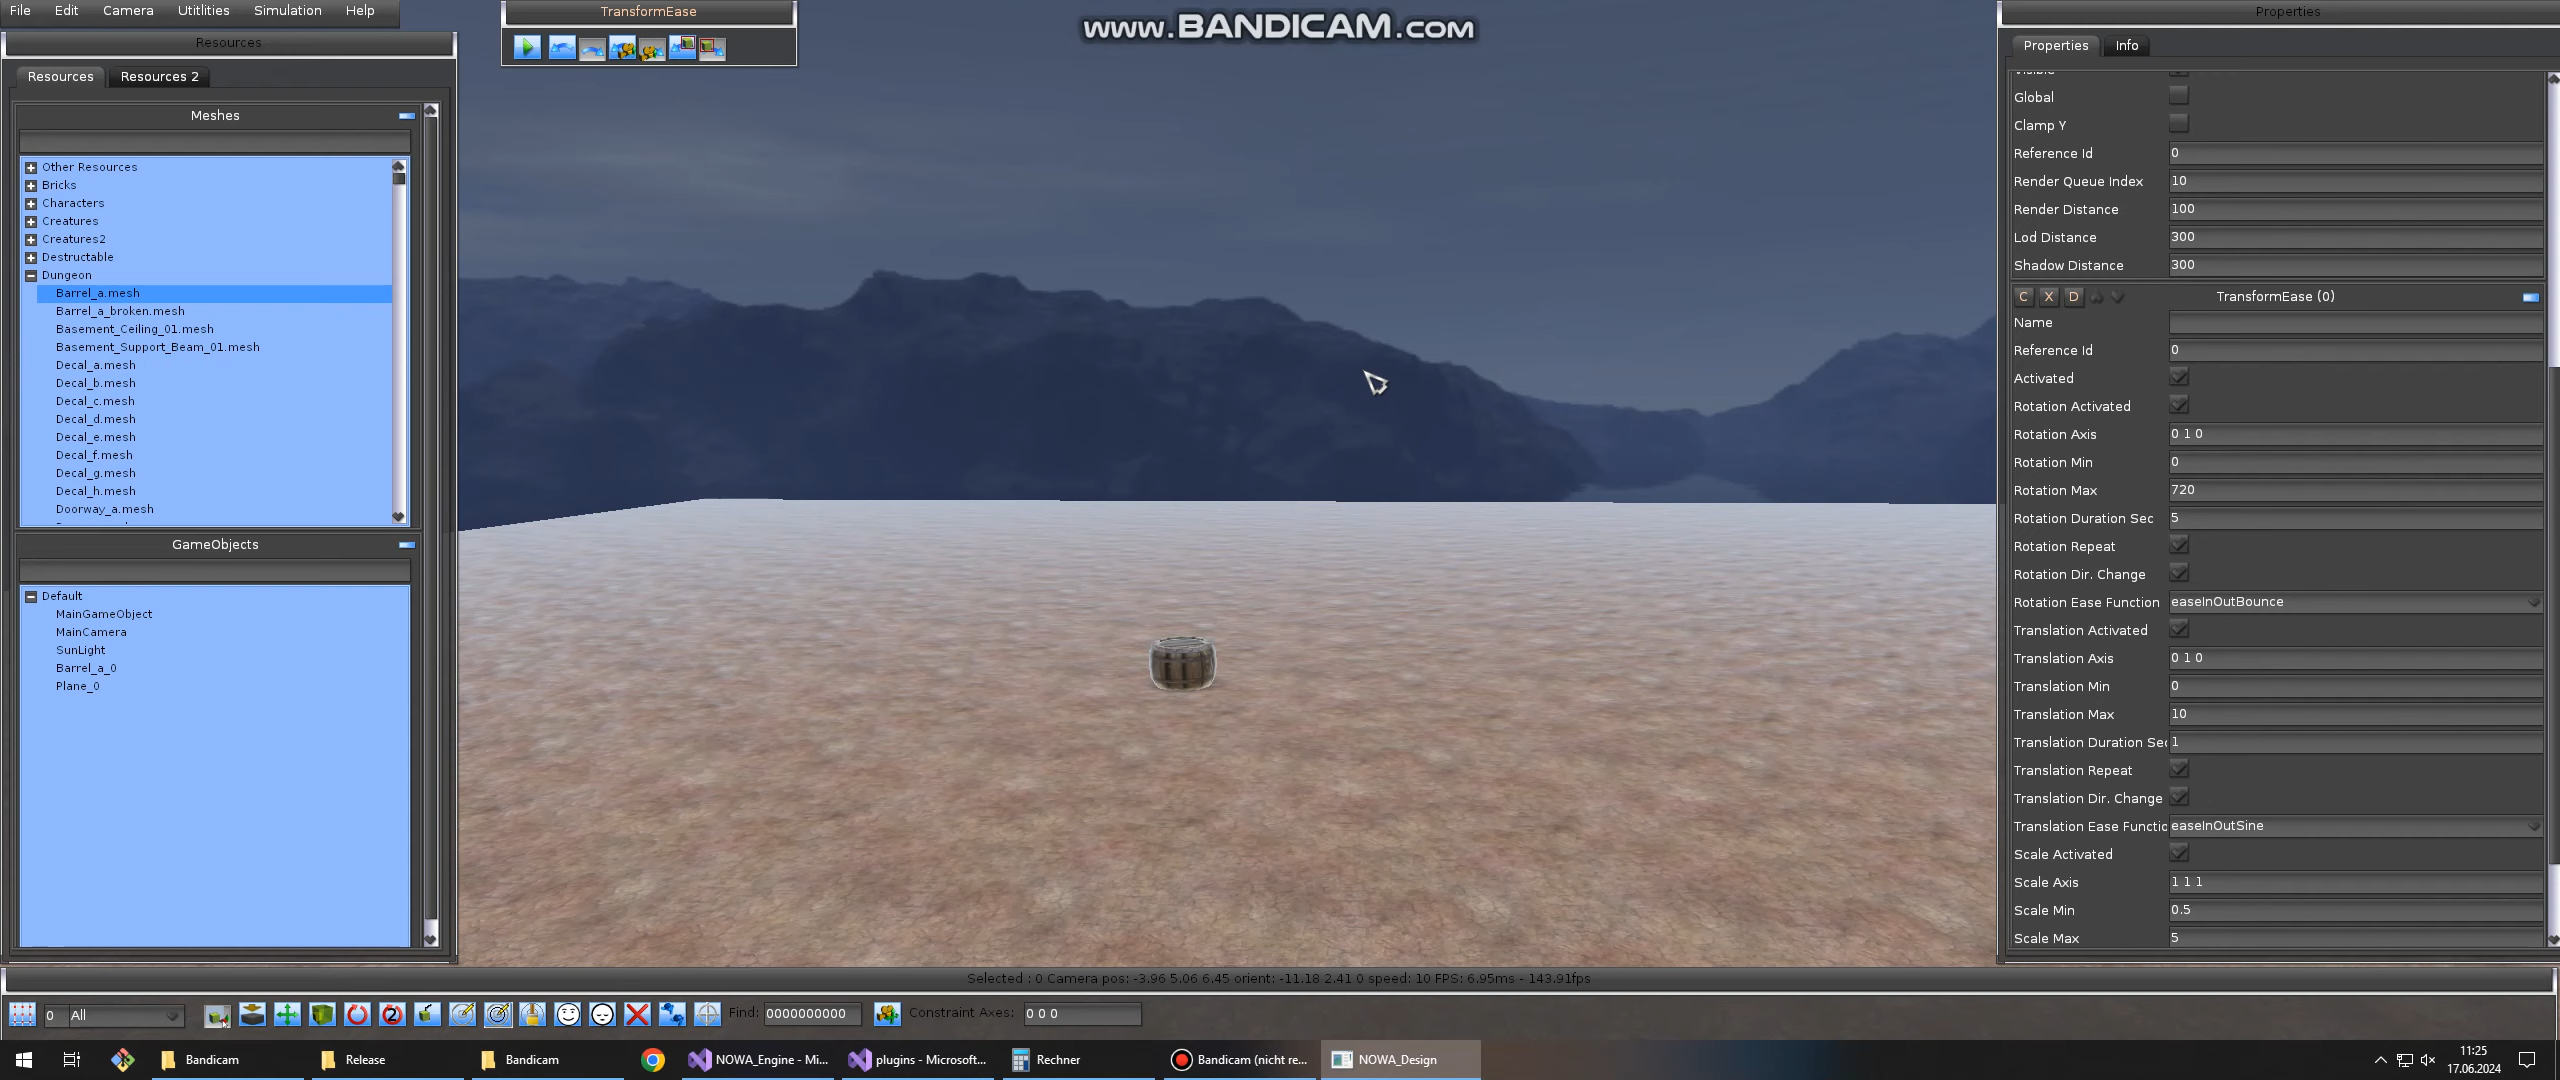 File Edit Camera Utitlities Simulation Help
TransformEase
www.BANDICAM.com
Resources
Resources Resources 2
Meshes
Other Resources
Bricks
Characters
Creatures
Creatures2
Destructable
Dungeon
Barrel_a.mesh
Barrel_a_broken.mesh
Basement_Ceiling_01.mesh
Basement_Support_Beam_01.mesh
Decal_a.mesh
Decal_b.mesh
Decal_c.mesh
Decal_d.mesh
Decal_e.mesh
Decal_f.mesh
Decal_g.mesh
Decal_h.mesh
Doorway_a.mesh
GameObjects
Default
MainGameObject
MainCamera
SunLight
Barrel_a_0
Plane_0
Properties
Properties Info
Visible
Global
Clamp Y
Reference Id 0
Render Queue Index 10
Render Distance 100
Lod Distance 300
Shadow Distance 300
C X D TransformEase (0)
Name
Reference Id 0
Activated
Rotation Activated
Rotation Axis 0 1 0
Rotation Min 0
Rotation Max 720
Rotation Duration Sec 5
Rotation Repeat
Rotation Dir. Change
Rotation Ease Function easeInOutBounce
Translation Activated
Translation Axis 0 1 0
Translation Min 0
Translation Max 10
Translation Duration Sec 1
Translation Repeat
Translation Dir. Change
Translation Ease Functio easeInOutSine
Scale Activated
Scale Axis 1 1 1
Scale Min 0.5
Scale Max 5
Selected : 0 Camera pos: -3.96 5.06 6.45 orient: -11.18 2.41 0 speed: 10 FPS: 6.95ms - 143.91fps
0 All 2 Find: 0000000000 Constraint Axes: 0 0 0
Bandicam Release Bandicam NOWA_Engine - Mi... plugins - Microsoft... Rechner Bandicam (nicht re... NOWA_Design
11:25
17.06.2024